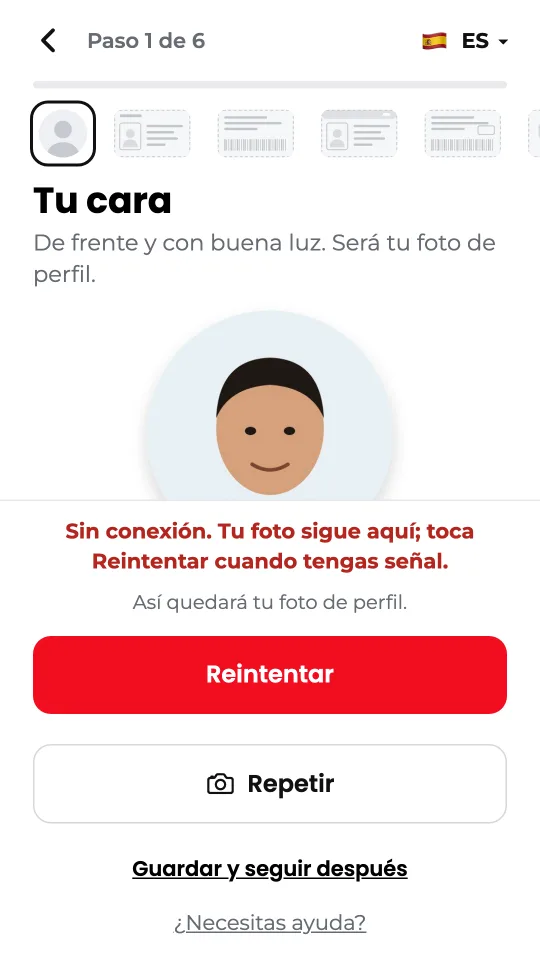 Paso 1 de 6
ES
Tu cara
De frente y con buena luz. Será tu foto de
perfil.
Sin conexión. Tu foto sigue aquí; toca
Reintentar cuando tengas señal.
Así quedará tu foto de perfil.
Reintentar
Repetir
Guardar y seguir después
¿Necesitas ayuda?